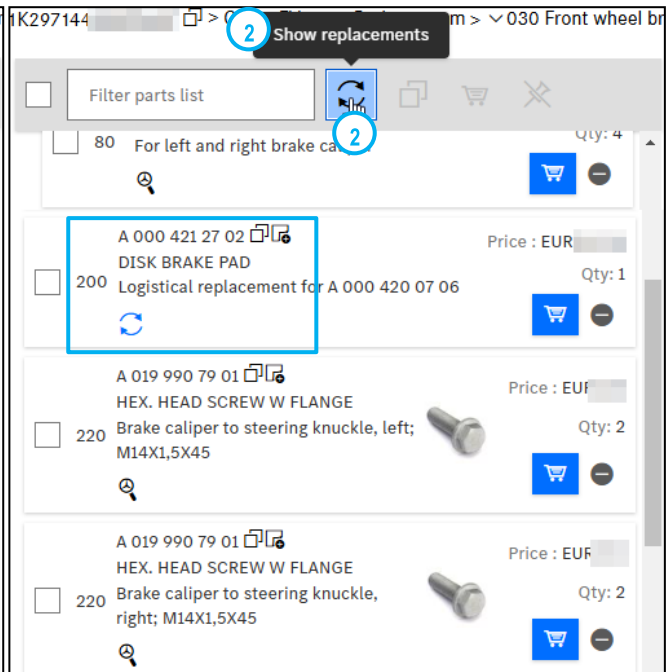 1K297144
> 030 Front wheel br
2
Show replacements
Filter parts list
2
80
For left and right brake
Qty: 4
A 000 421 27 02
Price : EUR
DISK BRAKE PAD
200
Logistical replacement for A 000 420 07 06
Qty: 1
A 019 990 79 01
Price : EUR
HEX. HEAD SCREW W FLANGE
220
Brake caliper to steering knuckle, left;
Qty: 2
M14X1,5X45
A 019 990 79 01
Price : EUR
HEX. HEAD SCREW W FLANGE
220
Brake caliper to steering knuckle,
Qty: 2
right; M14X1,5X45